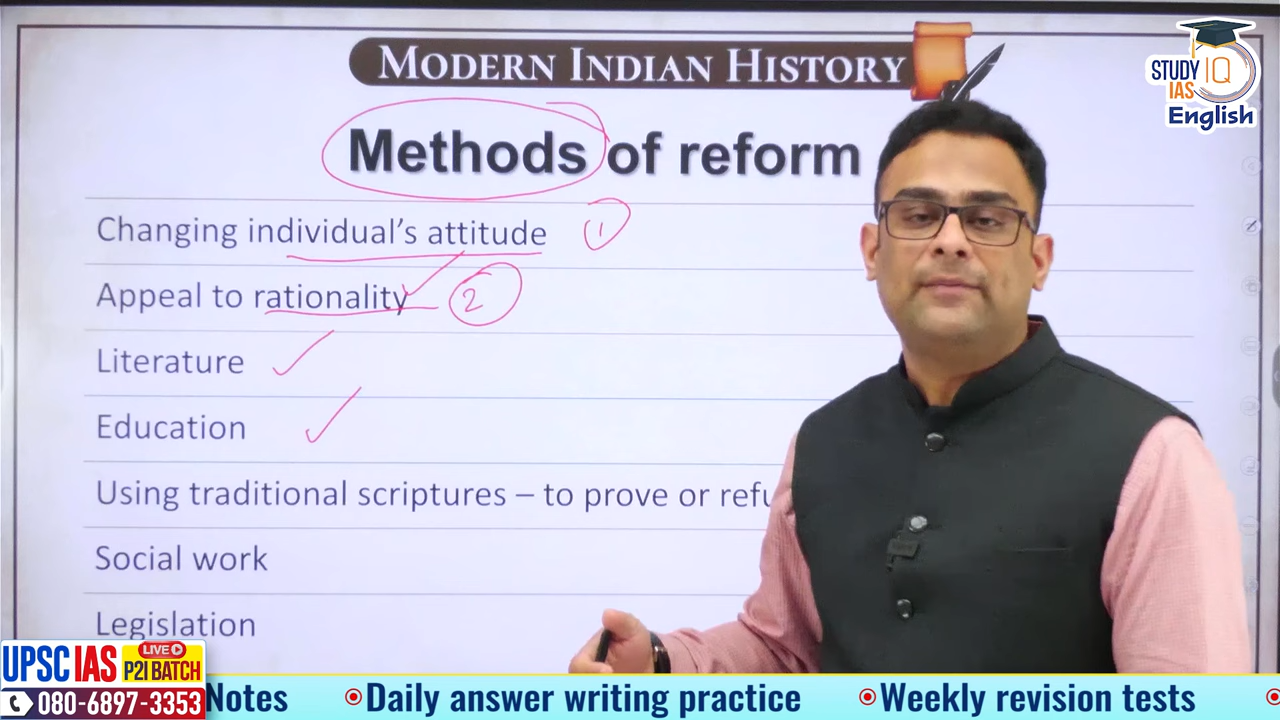 MODERN INDIAN HISTORY
STUDY IQ
IAS
English
Methods of reform
Changing individual's attitude 1
Appeal to rationality 2
Literature
Education
Using traditional scriptures – to prove or
Social work
Legislation
UPSC IAS LIVE P2I BATCH
080-6897-3353
Notes Daily answer writing practice Weekly revision tests